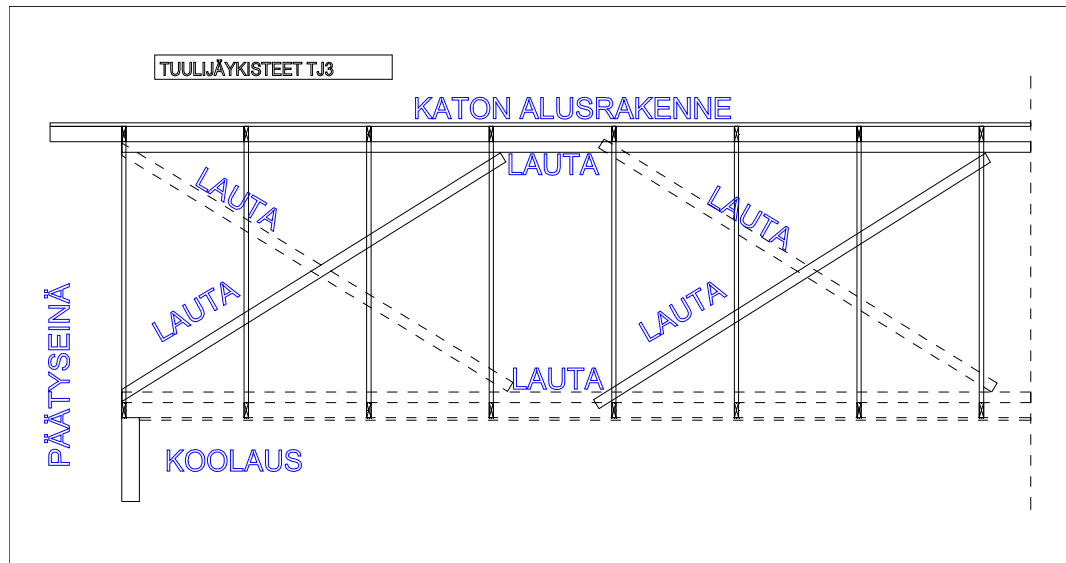 TUULIJÄYKISTEET TJ3
KATON ALUSRAKENNE
LAUTA
LAUTA
LAUTA
LAUTA
LAUTA
LAUTA
PÄÄTYSEINÄ
KOOLAUS